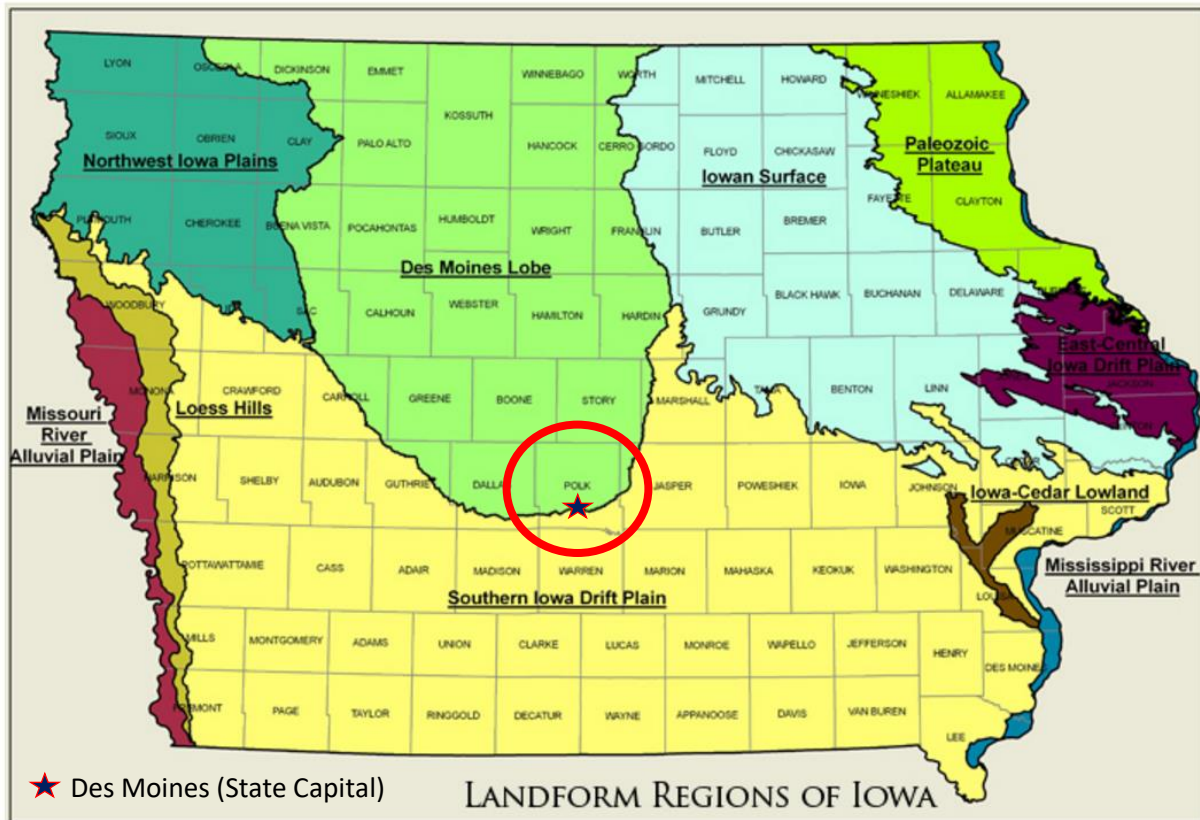 LYON
OSCEOLA
DICKINSON
EMMET
WINNEBAGO
WORTH
MITCHELL
HOWARD
WINNESHIEK
ALLAMAKEE
KOSSUTH
SIOUX
OBRIEN
CLAY
PALO ALTO
HANCOCK
CERRO GORDO
FLOYD
CHICKASAW
Paleozoic
Plateau
Northwest Iowa Plains
Iowan Surface
PLYMOUTH
CHEROKEE
BUENA VISTA
POCAHONTAS
HUMBOLDT
WRIGHT
FRANKLIN
BUTLER
BREMER
FAYETTE
CLAYTON
Des Moines Lobe
WOODBURY
SAC
CALHOUN
WEBSTER
HAMILTON
HARDIN
GRUNDY
BLACK HAWK
BUCHANAN
DELAWARE
East-Central
Iowa Drift Plain
JACKSON
MONONA
CRAWFORD
CARROLL
GREENE
BOONE
STORY
MARSHALL
TAMA
BENTON
LINN
Loess Hills
Missouri
River
Alluvial Plain
HARRISON
SHELBY
AUDUBON
GUTHRIE
DALLAS
POLK
JASPER
POWESHIEK
IOWA
JOHNSON
Iowa-Cedar Lowland
SCOTT
MUSCATINE
POTTAWATTAMIE
CASS
ADAIR
MADISON
WARREN
MARION
MAHASKA
KEOKUK
WASHINGTON
LOUISA
Mississippi River
Alluvial Plain
Southern Iowa Drift Plain
MILLS
MONTGOMERY
ADAMS
UNION
CLARKE
LUCAS
MONROE
WAPELLO
JEFFERSON
HENRY
DES MOINES
FREMONT
PAGE
TAYLOR
RINGGOLD
DECATUR
WAYNE
APPANOOSE
DAVIS
VAN BUREN
LEE
Des Moines (State Capital)
LANDFORM REGIONS OF IOWA